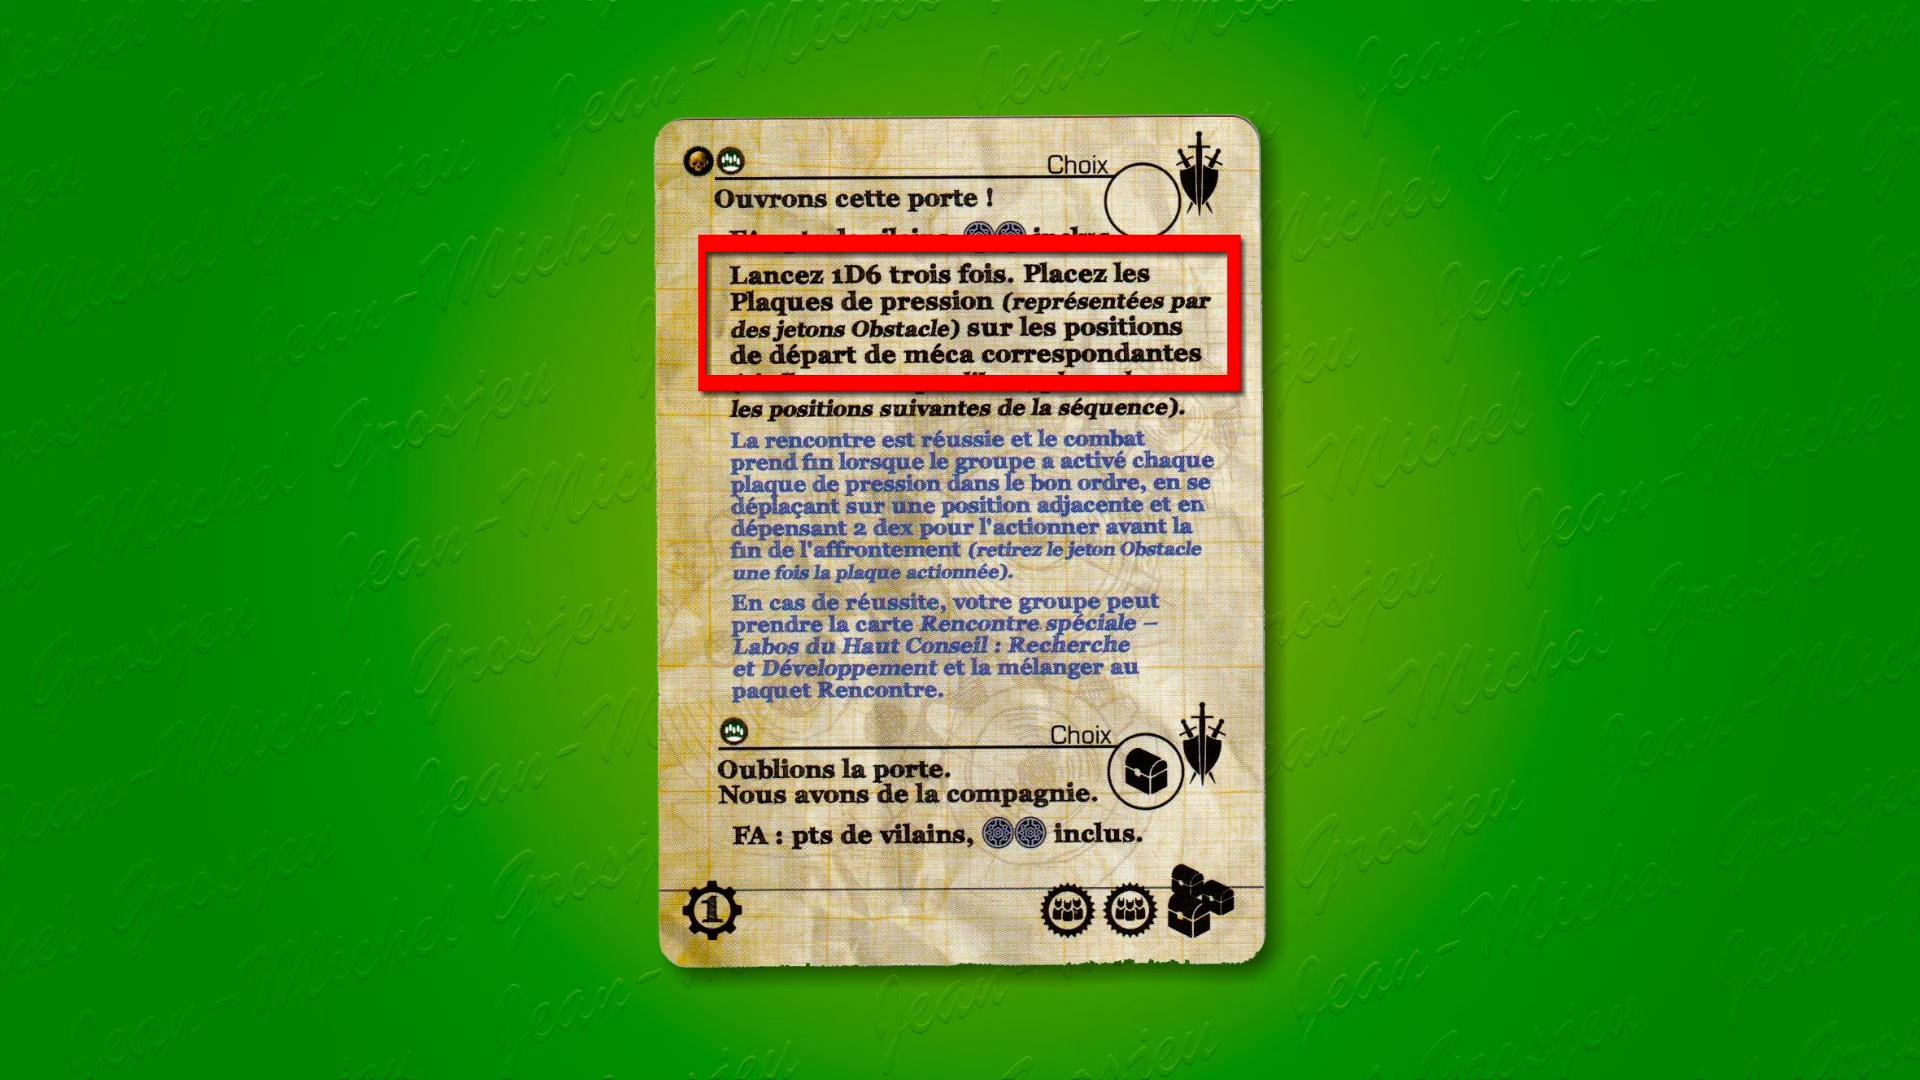 Choix
Ouvrons cette porte !
inclus
Lancez 1D6 trois fois. Placez les
Plaques de pression (représentées par
des jetons Obstacle) sur les positions
de départ de méca correspondantes
les positions suivantes de la séquence).
La rencontre est réussie et le combat
prend fin lorsque le groupe a activé chaque
plaque de pression dans le bon ordre, en se
déplaçant sur une position adjacente et en
dépensant 2 dex pour l'actionner avant la
fin de l'affrontement (retirez le jeton Obstacle
une fois la plaque actionnée).
En cas de réussite, votre groupe peut
prendre la carte Rencontre spéciale –
Labos du Haut Conseil : Recherche
et Développement et la mélanger au
paquet Rencontre.
Choix
Oublions la porte.
Nous avons de la compagnie.
FA : pts de vilains, inclus.
1
Jean-Michel Grosjeu